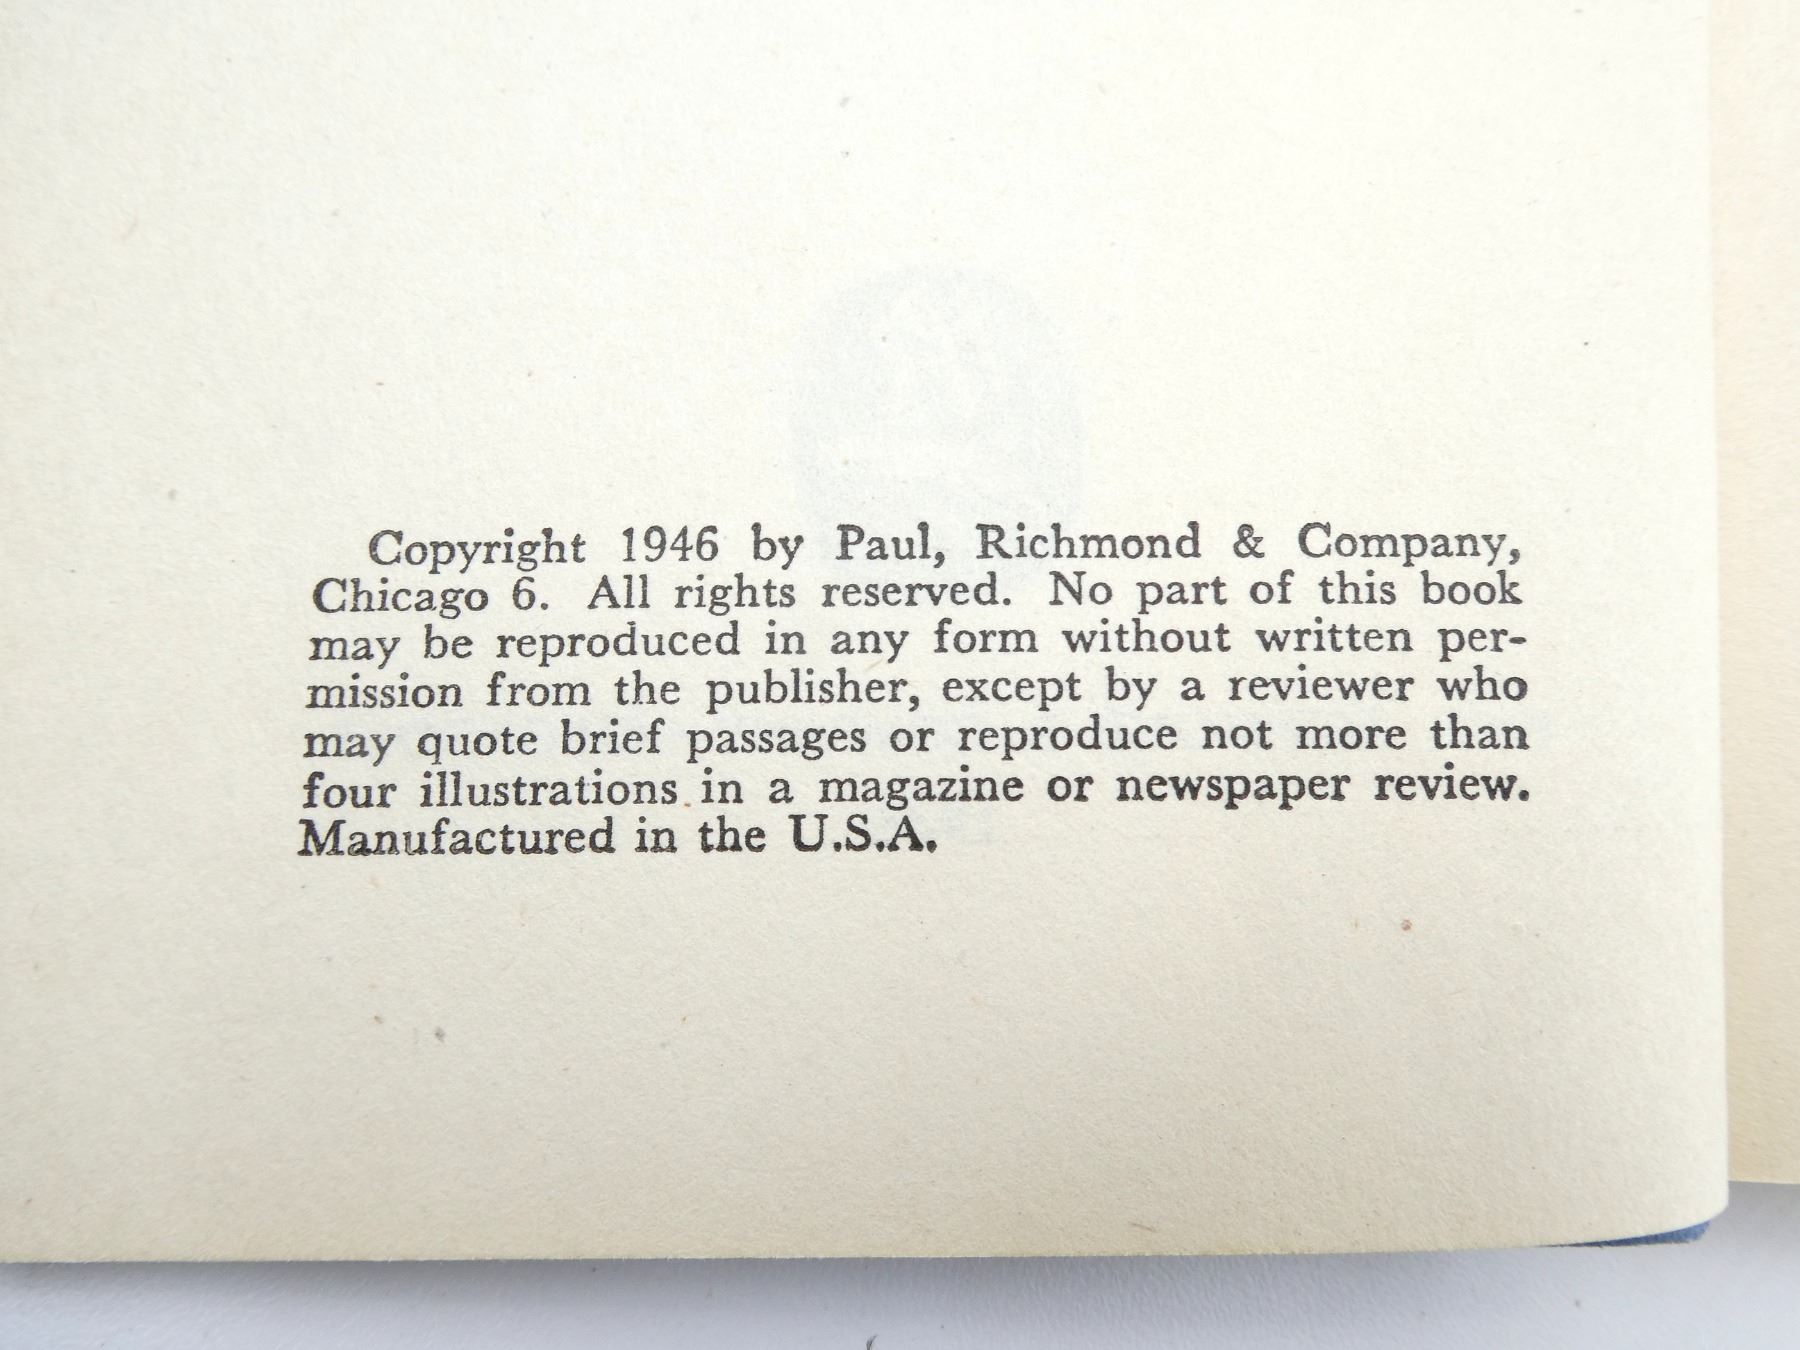 Copyright 1946 by Paul, Richmond & Company,
Chicago 6. All rights reserved. No part of this book
may be reproduced in any form without written per-
mission from the publisher, except by a reviewer who
may quote brief passages or reproduce not more than
four illustrations in a magazine or newspaper review.
Manufactured in the U.S.A.